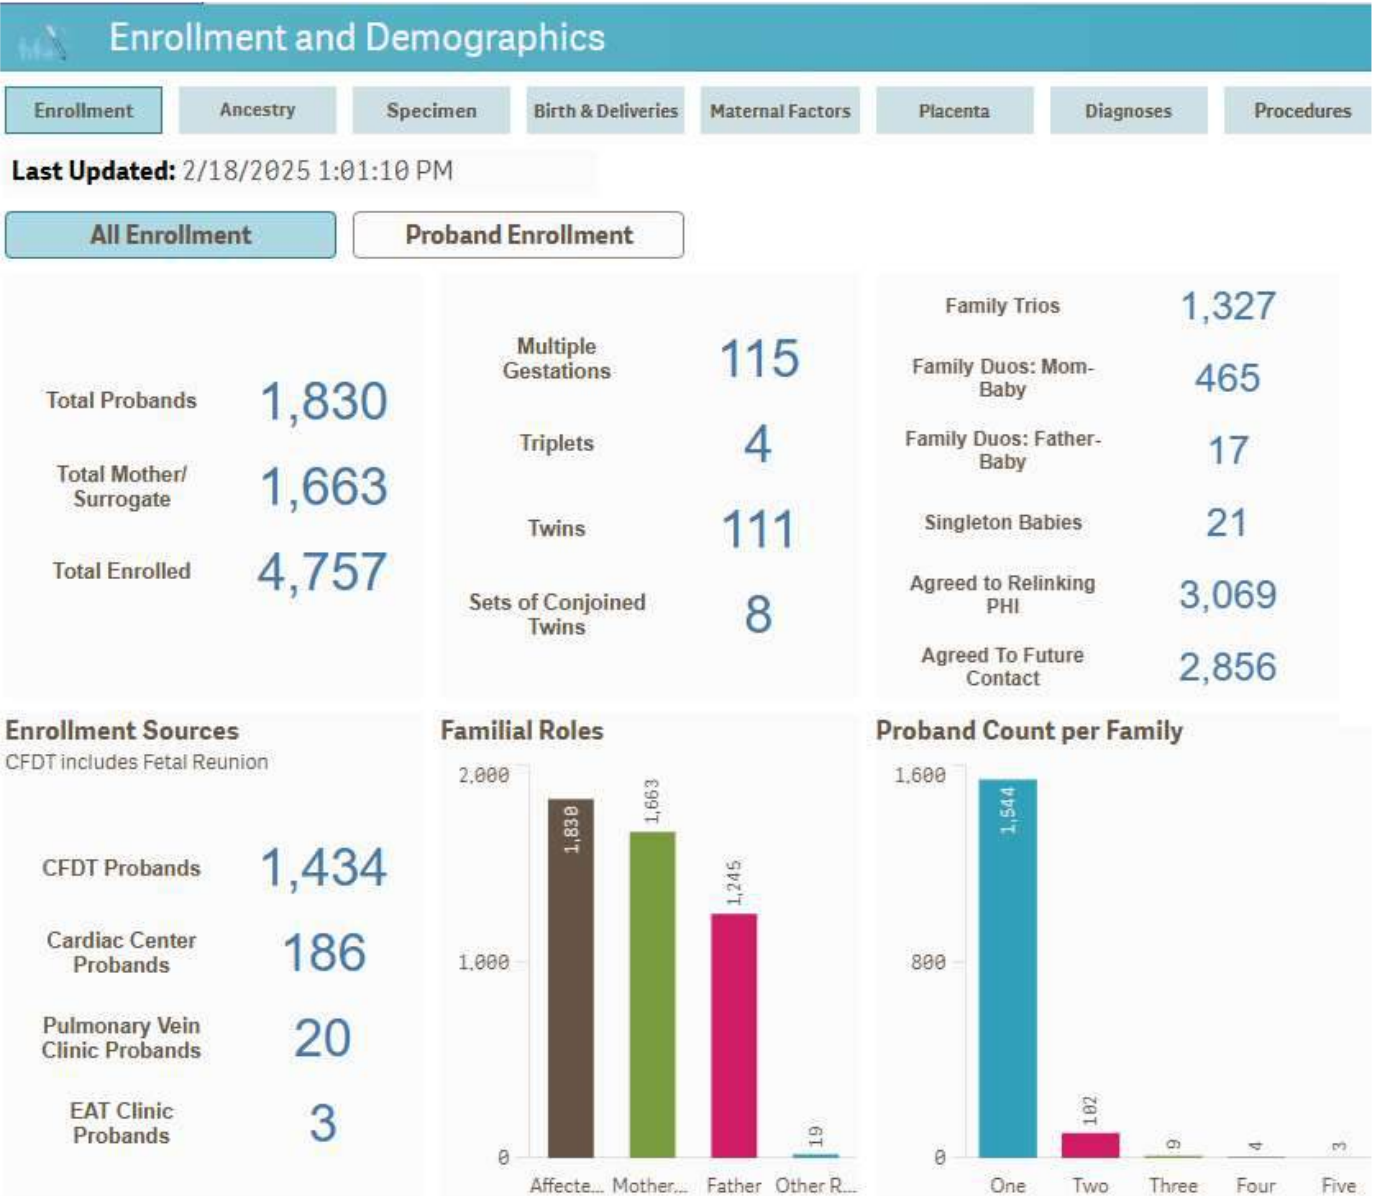 Enrollment and Demographics
Enrollment
Ancestry
Specimen
Birth & Deliveries
Maternal Factors
Placenta
Diagnoses
Procedures
Last Updated: 2/18/2025 1:01:10 PM
All Enrollment
Proband Enrollment
Total Probands 1,830
Total Mother/
Surrogate 1,663
Total Enrolled 4,757
Multiple
Gestations 115
Triplets 4
Twins 111
Sets of Conjoined
Twins 8
Family Trios 1,327
Family Duos: Mom-
Baby 465
Family Duos: Father-
Baby 17
Singleton Babies 21
Agreed to Relinking
PHI 3,069
Agreed To Future
Contact 2,856
Enrollment Sources
CFDT includes Fetal Reunion
CFDT Probands 1,434
Cardiac Center
Probands 186
Pulmonary Vein
Clinic Probands 20
EAT Clinic
Probands 3
Familial Roles
2,000
1,000
0
1,830
1,663
1,245
19
Affecte... Mother,... Father Other R...
Proband Count per Family
1,600
800
0
1,544
102
9
4
3
One Two Three Four Five